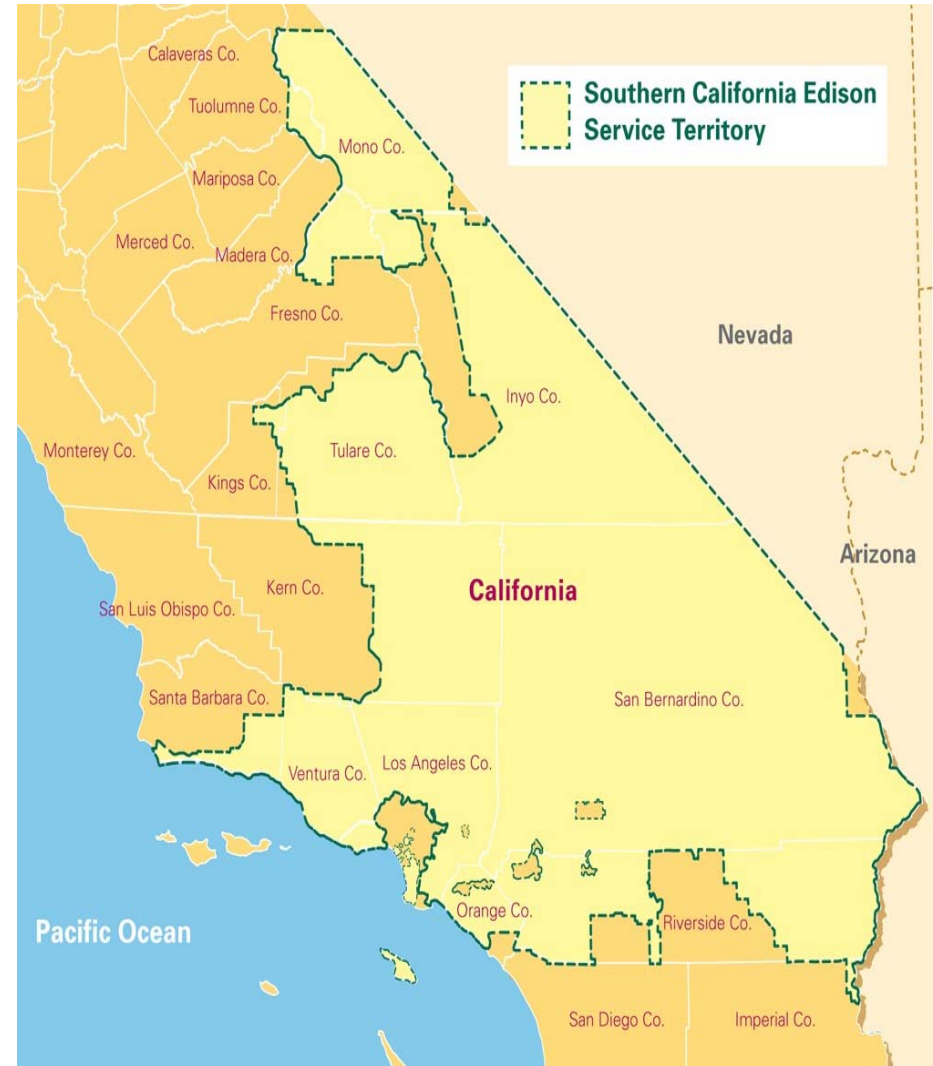 Calaveras Co.
Tuolumne Co.
Southern California Edison
Service Territory
Mono Co.
Mariposa Co.
Merced Co.
Madera Co.
Fresno Co.
Nevada
Inyo Co.
Monterey Co.
Tulare Co.
Kings Co.
Arizona
Kern Co.
California
San Luis Obispo Co.
Santa Barbara Co.
San Bernardino Co.
Ventura Co.
Los Angeles Co.
Orange Co.
Riverside Co.
Pacific Ocean
San Diego Co.
Imperial Co.